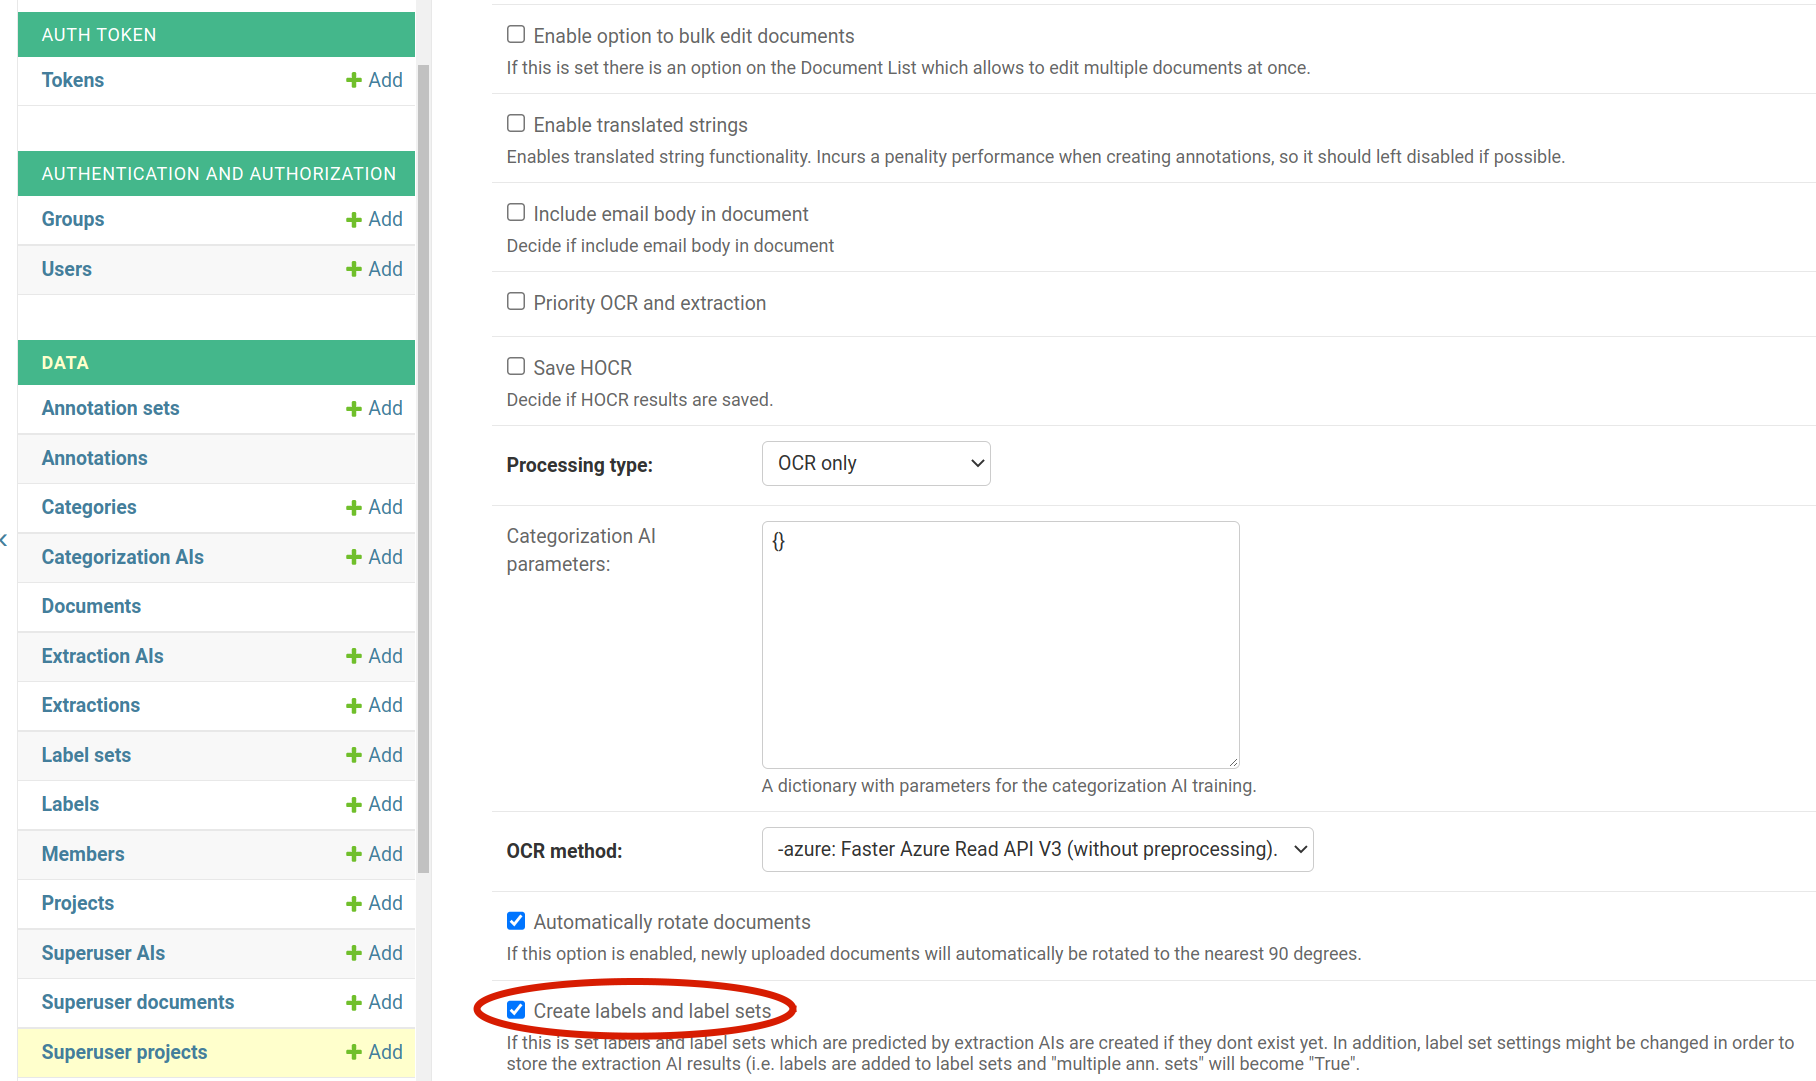 AUTH TOKEN
Tokens
Add
AUTHENTICATION AND AUTHORIZATION
Groups
Add
Users
Add
DATA
Annotation sets
Add
Annotations
Categories
Add
Categorization AIs
Add
Documents
Extraction AIs
Add
Extractions
Add
Label sets
Add
Labels
Add
Members
Add
Projects
Add
Superuser AIs
Add
Superuser documents
Add
Superuser projects
Add
Enable option to bulk edit documents
If this is set there is an option on the Document List which allows to edit multiple documents at once.
Enable translated strings
Enables translated string functionality. Incurs a penality performance when creating annotations, so it should left disabled if possible.
Include email body in document
Decide if include email body in document
Priority OCR and extraction
Save HOCR
Decide if HOCR results are saved.
Processing type:
OCR only
Categorization AI
parameters:
{}
A dictionary with parameters for the categorization AI training.
OCR method:
-azure: Faster Azure Read API V3 (without preprocessing).
Automatically rotate documents
If this option is enabled, newly uploaded documents will automatically be rotated to the nearest 90 degrees.
Create labels and label sets
If this is set labels and label sets which are predicted by extraction AIs are created if they dont exist yet. In addition, label set settings might be changed in order to
store the extraction AI results (i.e. labels are added to label sets and "multiple ann. sets" will become "True".